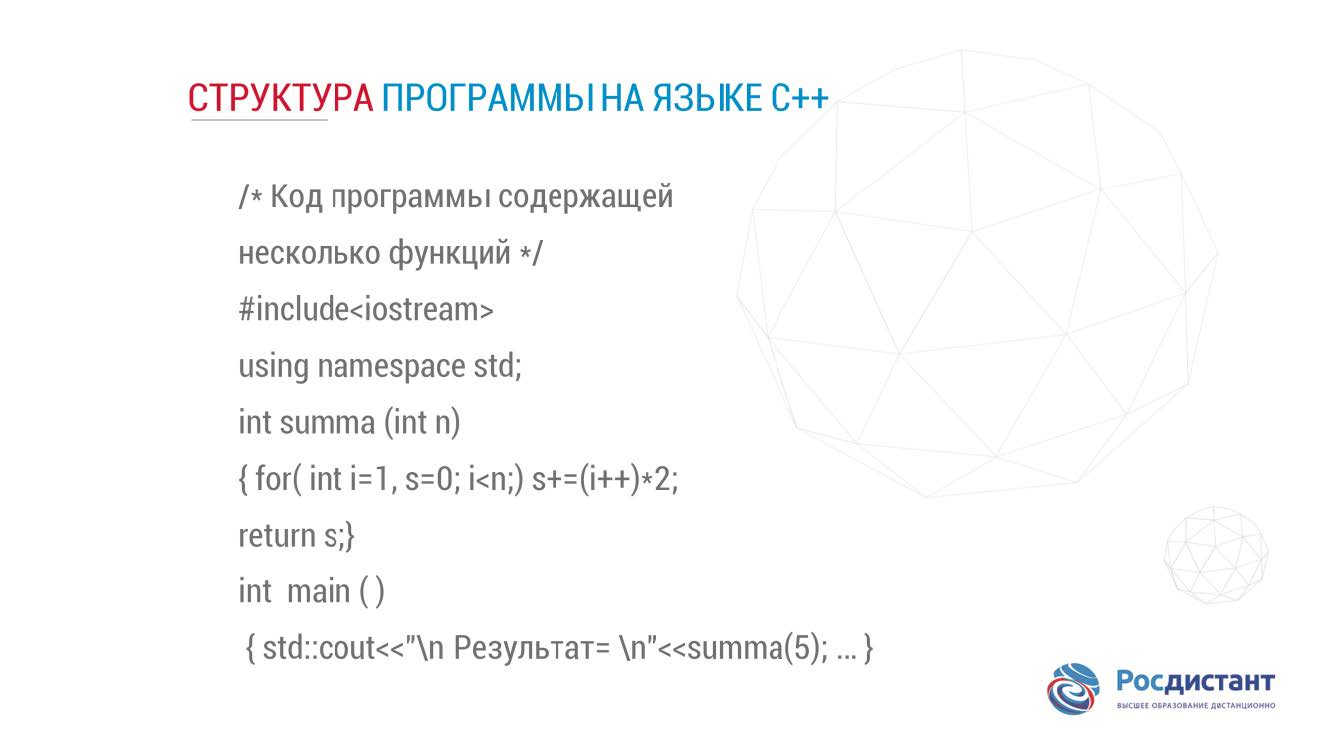 СТРУКТУРА ПРОГРАММЫ НА ЯЗЫКЕ C++
/* Код программы содержащей
несколько функций */
#include<iostream>
using namespace std;
int summa (int n)
{ for( int i=1, s=0; i<n;) s+=(i++)*2;
return s;}
int  main ( )
{ std::cout<<"\n Результат= \n"<<summa(5); ... }
Росдистант
ВЫСШЕЕ ОБРАЗОВАНИЕ ДИСТАНЦИОННО